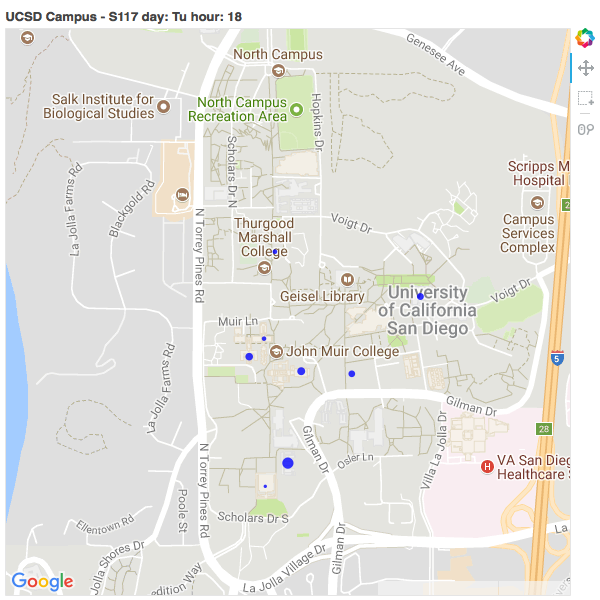 UCSD Campus - S117 day: Tu hour: 18
Genesee Ave
North Campus
Salk Institute for
Biological Studies
North Campus
Recreation Area
Hopkins Dr
Scholars Dr N
Scripps M
Hospital
La Jolla Farms Rd
Blackgold Rd
2
N Torrey Pines Rd
Thurgood
Marshall
College
Voigt Dr
Campus
Services
Complex
Geisel Library
University
of California
San Diego
Voigt Dr
Muir Ln
John Muir College
5
La Jolla Farms Rd
Gilman Dr
Gilman Dr
Villa La Jolla Dr
28
Osler Ln
H
VA San Dieg
Healthcare S
N Torrey Pines Rd
Poole St
Ellentown Rd
Scholars Dr S
La
Gilman Dr
Jolla Shores Dr
La Jolla Village Dr
edition Way
Google